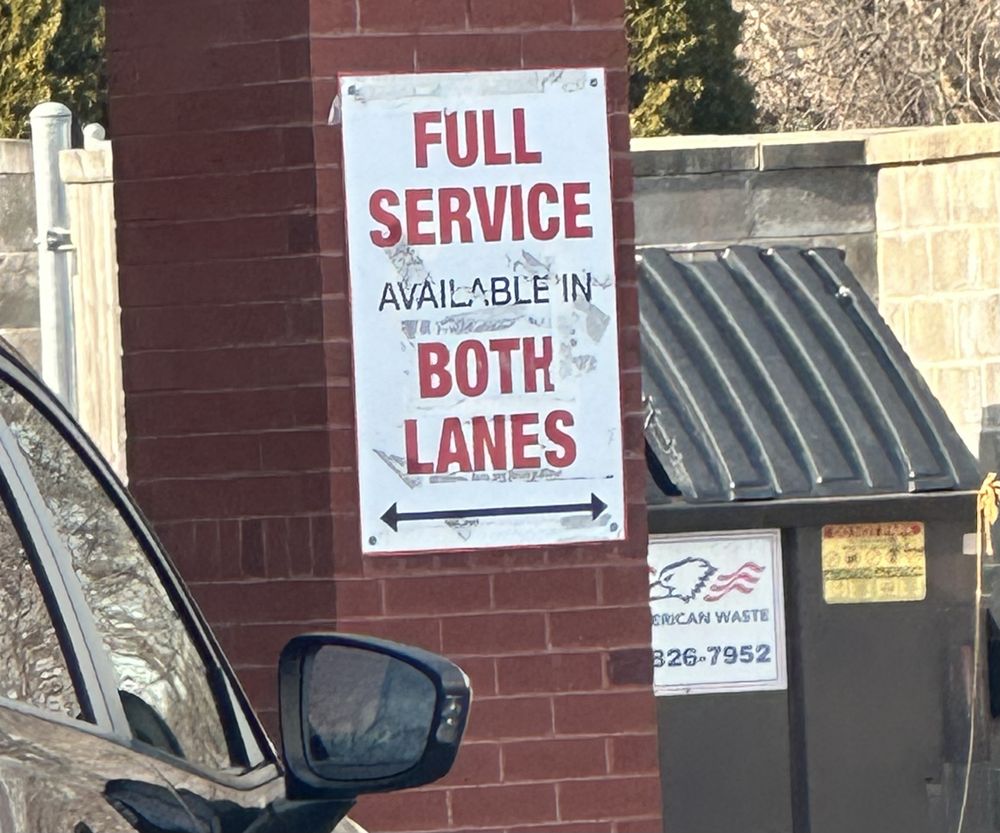 FULL
SERVICE
AVAILABLE IN
BOTH
LANES
ERICAN WASTE
826-7952